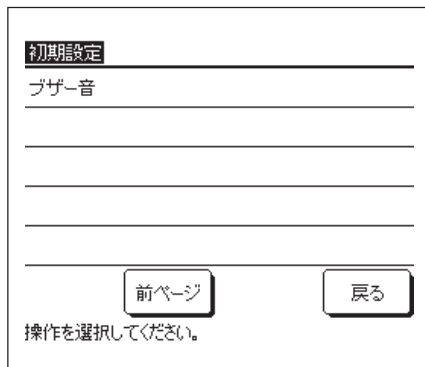 初期設定
ブザー音
前ページ 戻る
操作を選択してください。